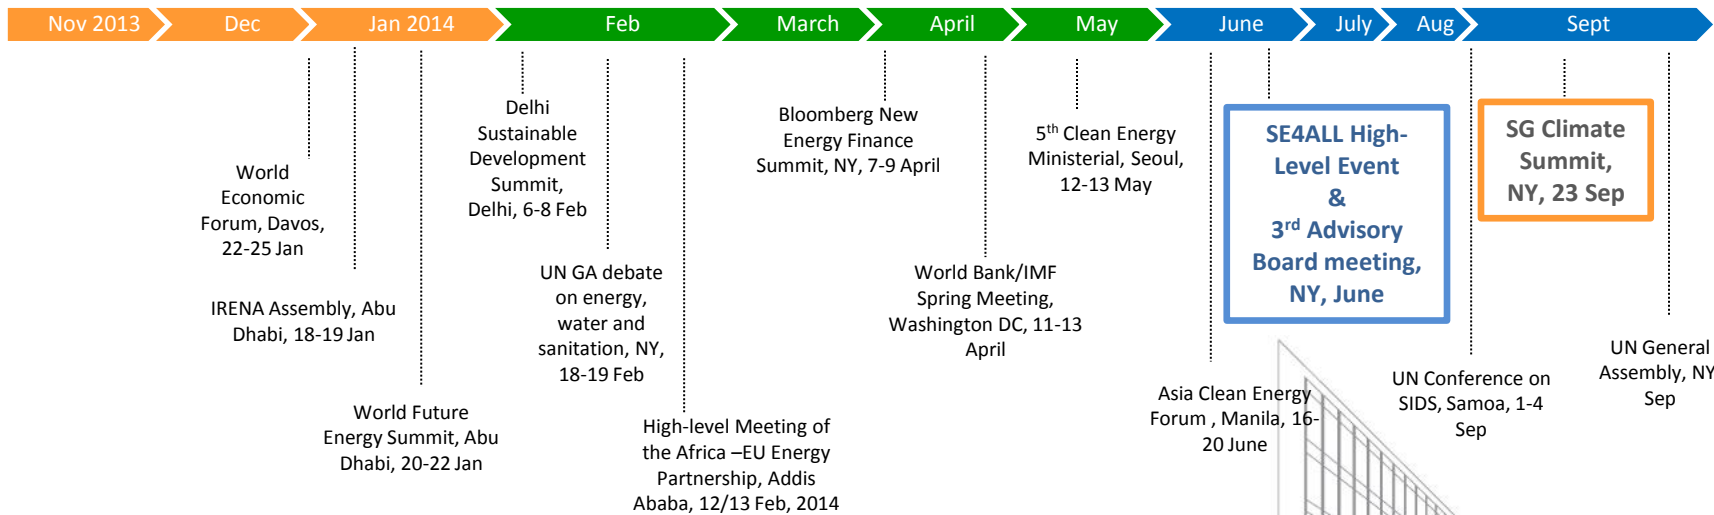 Nov 2013
Dec
Jan 2014
Feb
March
April
May
June
July
Aug
Sept
World
Economic
Forum, Davos,
22-25 Jan
IRENA Assembly, Abu
Dhabi, 18-19 Jan
World Future
Energy Summit, Abu
Dhabi, 20-22 Jan
Delhi
Sustainable
Development
Summit,
Delhi, 6-8 Feb
UN GA debate
on energy,
water and
sanitation, NY,
18-19 Feb
High-level Meeting of
the Africa –EU Energy
Partnership, Addis
Ababa, 12/13 Feb, 2014
Bloomberg New
Energy Finance
Summit, NY, 7-9 April
World Bank/IMF
Spring Meeting,
Washington DC, 11-13
April
5th Clean Energy
Ministerial, Seoul,
12-13 May
Asia Clean Energy
Forum , Manila, 16-
20 June
SE4ALL High-
Level Event
&
3rd Advisory
Board meeting,
NY, June
UN Conference on
SIDS, Samoa, 1-4
Sep
SG Climate
Summit,
NY, 23 Sep
UN General
Assembly, NY
Sep